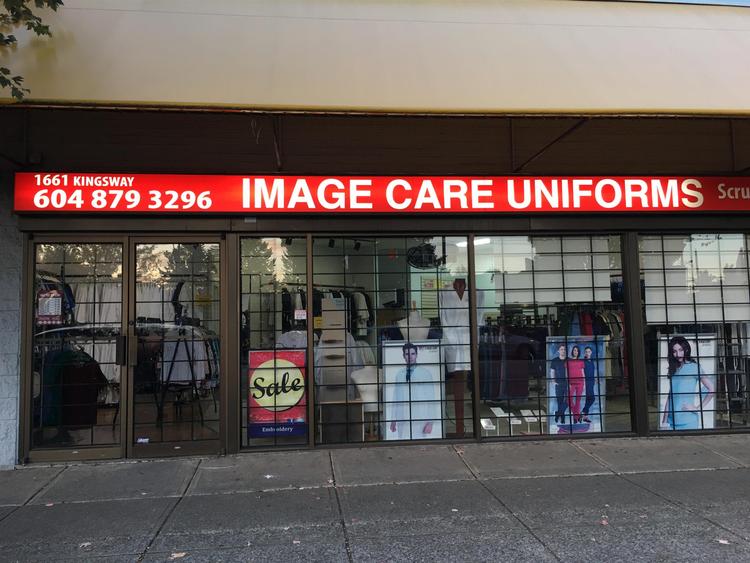 1661 KINGSWAY
604 879 3296
IMAGE CARE UNIFORMS
Scru
Sale
Embroidery